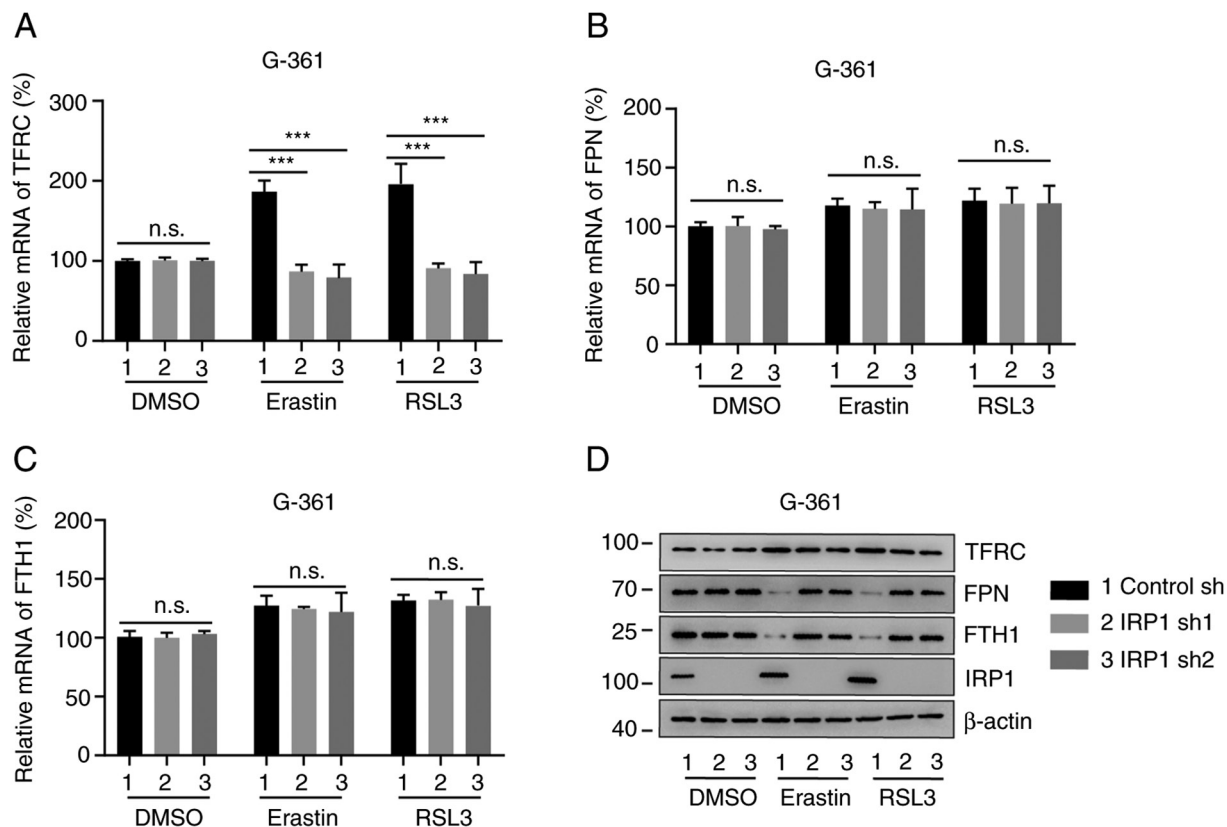 A
G-361
Relative mRNA of TFRC (%)
300
200
100
0
n.s.
***
***
***
***
1 2 3 1 2 3 1 2 3
DMSO Erastin RSL3
B
G-361
Relative mRNA of FPN (%)
200
150
100
50
0
n.s.
n.s.
n.s.
1 2 3 1 2 3 1 2 3
DMSO Erastin RSL3
C
G-361
Relative mRNA of FTH1 (%)
200
150
100
50
0
n.s.
n.s.
n.s.
1 2 3 1 2 3 1 2 3
DMSO Erastin RSL3
D
G-361
100 TFRC
70 FPN
25 FTH1
100 IRP1
40 β-actin
1 2 3 1 2 3 1 2 3
DMSO Erastin RSL3
1 Control sh
2 IRP1 sh1
3 IRP1 sh2